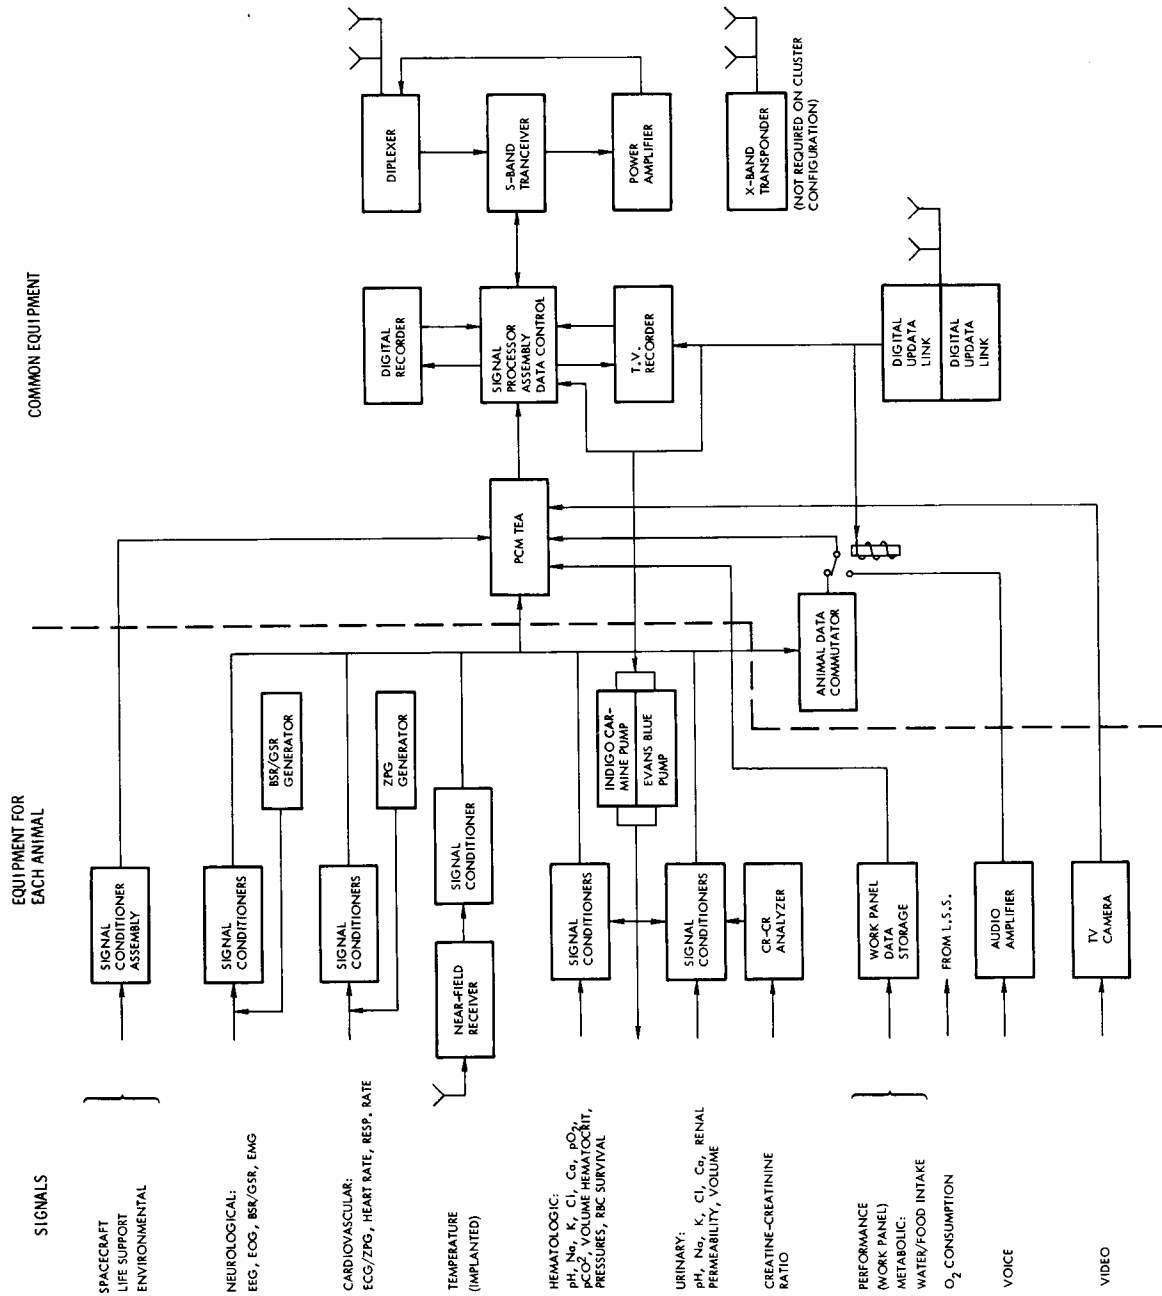 SIGNALS
EQUIPMENT FOR
EACH ANIMAL
COMMON EQUIPMENT
SPACECRAFT
LIFE SUPPORT
ENVIRONMENTAL
SIGNAL
CONDITIONER
ASSEMBLY
NEUROLOGICAL:
EEG, EOG, BSR/GSR, EMG
SIGNAL
CONDITIONERS
BSR/GSR
GENERATOR
CARDIOVASCULAR:
ECG/ZPG, HEART RATE, RESP. RATE
SIGNAL
CONDITIONERS
ZPG
GENERATOR
TEMPERATURE
(IMPLANTED)
NEAR-FIELD
RECEIVER
SIGNAL
CONDITIONER
HEMATOLOGIC:
pH, Na, K, Cl, Ca, pO2,
pCO2, VOLUME HEMATOCRIT,
PRESSURES, RBC SURVIVAL
SIGNAL
CONDITIONERS
INDIGO CAR-
MINE PUMP
EVANS BLUE
PUMP
URINARY:
pH, Na, K, Cl, Ca, RENAL
PERMEABILITY, VOLUME
SIGNAL
CONDITIONERS
CREATINE-CREATININE
RATIO
CR-CR
ANALYZER
PERFORMANCE
(WORK PANEL)
METABOLIC:
WATER/FOOD INTAKE
O2 CONSUMPTION
WORK PANEL
DATA
STORAGE
FROM L.S.S.
VOICE
AUDIO
AMPLIFIER
VIDEO
TV
CAMERA
ANIMAL DATA
COMMUTATOR
PCM TEA
DIGITAL
RECORDER
SIGNAL
PROCESSOR
ASSEMBLY
DATA CONTROL
T.V.
RECORDER
DIGITAL
UPDATA
LINK
DIGITAL
UPDATA
LINK
DIPLEXER
S-BAND
TRANCEIVER
POWER
AMPLIFIER
X-BAND
TRANSPONDER
(NOT REQUIRED ON CLUSTER
CONFIGURATION)